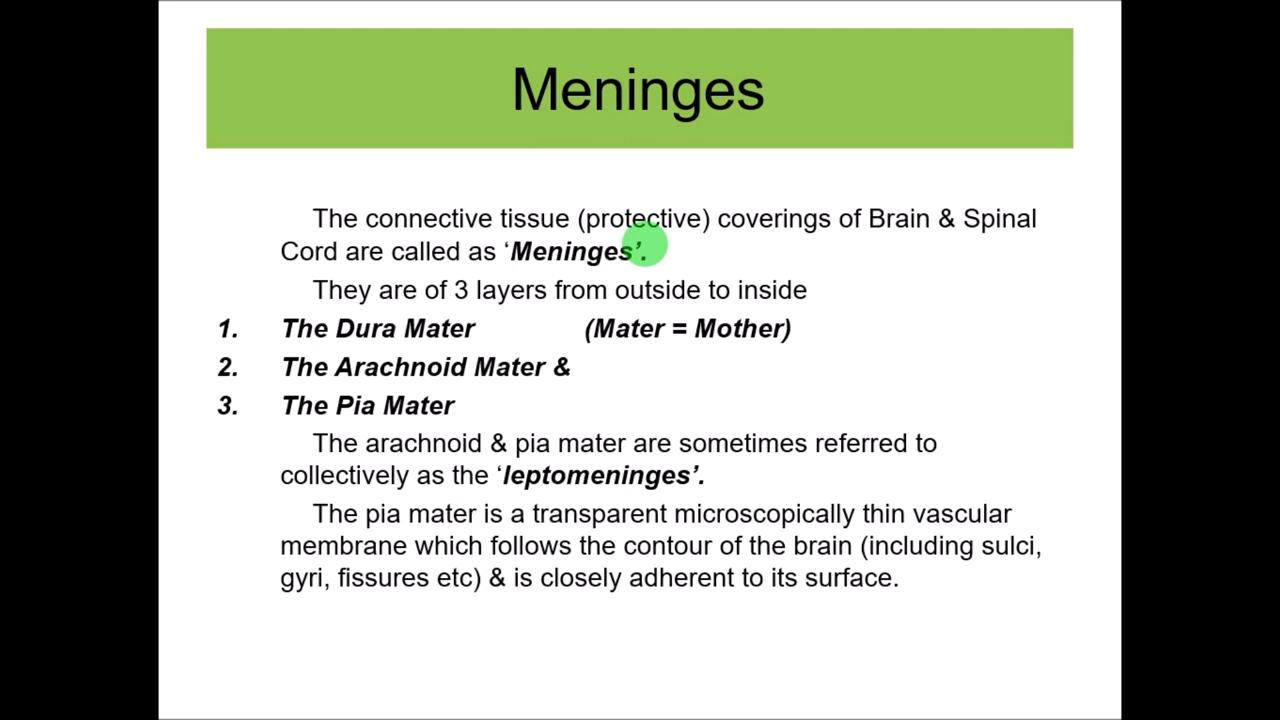 Meninges
The connective tissue (protective) coverings of Brain & Spinal
Cord are called as ‘Meninges’.
They are of 3 layers from outside to inside
1. The Dura Mater (Mater = Mother)
2. The Arachnoid Mater &
3. The Pia Mater
The arachnoid & pia mater are sometimes referred to
collectively as the ‘leptomeninges’.
The pia mater is a transparent microscopically thin vascular
membrane which follows the contour of the brain (including sulci,
gyri, fissures etc) & is closely adherent to its surface.